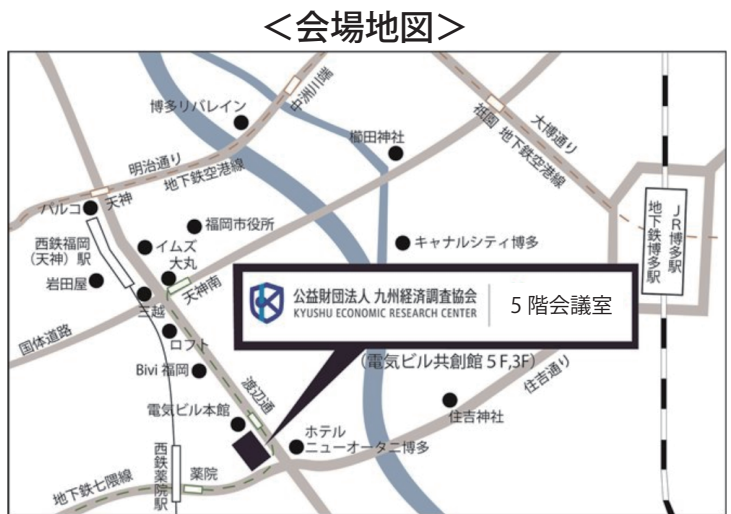 ＜会場地図＞
中洲川端
博多リバレイン
祇園
大博通り
地下鉄空港線
櫛田神社
明治通り
地下鉄空港線
天神
パルコ
福岡市役所
地下鉄博多駅
JR博多駅
西鉄福岡
（天神）駅
イムズ
キャナルシティ博多
大丸
岩田屋
天神南
三越
公益財団法人 九州経済調査協会
KYUSHU ECONOMIC RESEARCH CENTER
5階会議室
国体道路
ロフト
（電気ビル共創館 5F,3F）
住吉通り
Bivi 福岡
渡辺通
電気ビル本館
住吉神社
ホテル
ニューオータニ博多
西鉄薬院駅
薬院
地下鉄七隈線